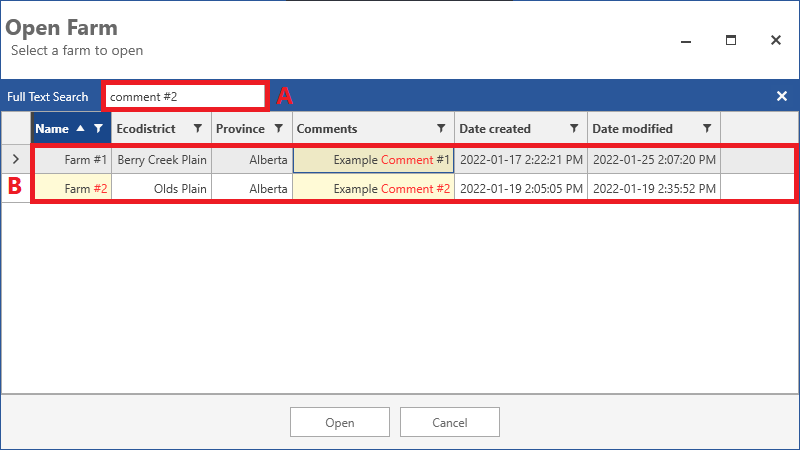 Open Farm
Select a farm to open
Full Text Search comment #2 A
Name Ecodistrict Province Comments Date created Date modified
Farm #1 Berry Creek Plain Alberta Example Comment #1 2022-01-17 2:22:21 PM 2022-01-25 2:07:20 PM
B Farm #2 Olds Plain Alberta Example Comment #2 2022-01-19 2:05:05 PM 2022-01-19 2:35:52 PM
Open Cancel